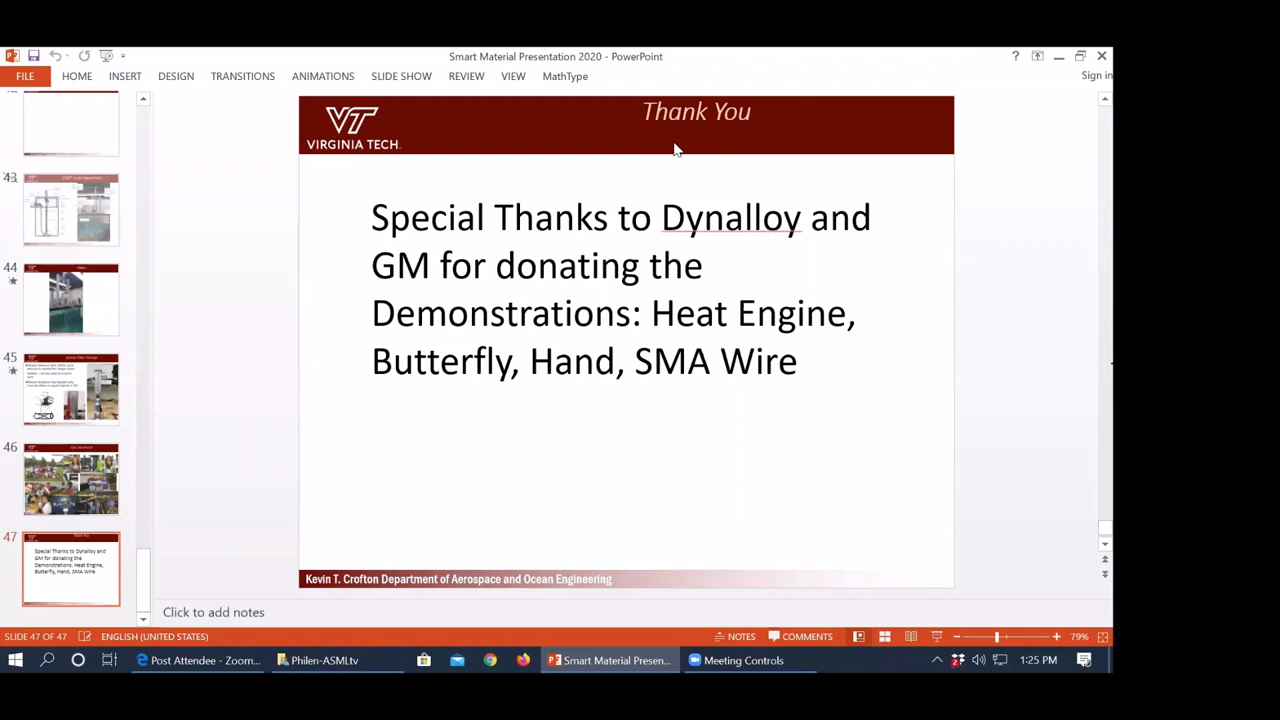 Smart Material Presentation 2020 - PowerPoint
?
Sign in
FILE HOME INSERT DESIGN TRANSITIONS ANIMATIONS SLIDE SHOW REVIEW VIEW MathType
43
44
45
46
47
Special Thanks to Dynalloy and
GM for donating the
Demonstrations: Heat Engine,
Butterfly, Hand, SMA Wire
VT
VIRGINIA TECH.
Thank You
Special Thanks to Dynalloy and
GM for donating the
Demonstrations: Heat Engine,
Butterfly, Hand, SMA Wire
Kevin T. Crofton Department of Aerospace and Ocean Engineering
Click to add notes
SLIDE 47 OF 47 ENGLISH (UNITED STATES) NOTES COMMENTS 79%
Post Attendee - Zoom... Philen-ASMLtv Smart Material Presen... Meeting Controls 1:25 PM